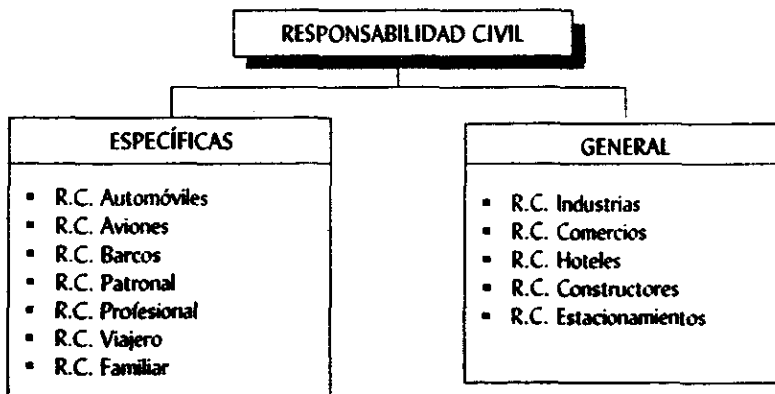 RESPONSABILIDAD CIVIL
ESPECÍFICAS
▪ R.C. Automóviles
▪ R.C. Aviones
▪ R.C. Barcos
▪ R.C. Patronal
▪ R.C. Profesional
▪ R.C. Viajero
▪ R.C. Familiar
GENERAL
▪ R.C. Industrias
▪ R.C. Comercios
▪ R.C. Hoteles
▪ R.C. Constructores
▪ R.C. Estacionamientos